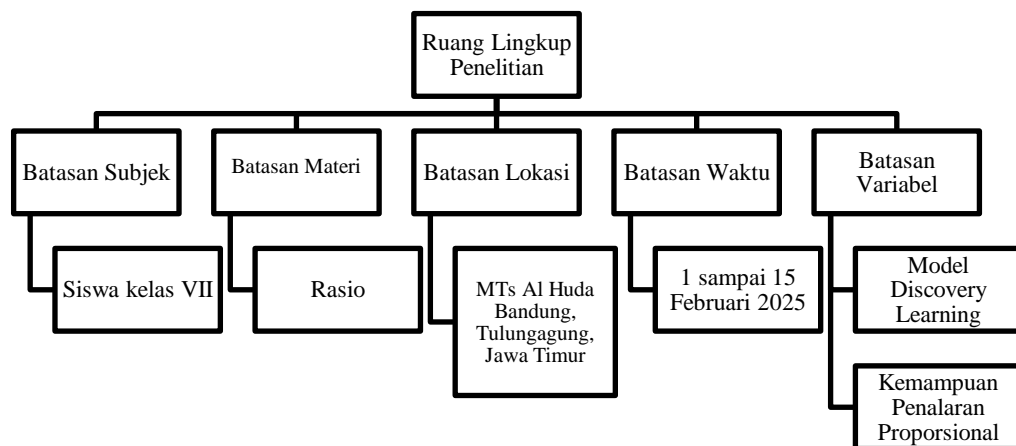 Ruang Lingkup
Penelitian
Batasan Subjek
Batasan Materi
Batasan Lokasi
Batasan Waktu
Batasan
Variabel
Siswa kelas VII
Rasio
MTs Al Huda
Bandung,
Tulungagung,
Jawa Timur
1 sampai 15
Februari 2025
Model
Discovery
Learning
Kemampuan
Penalaran
Proporsional